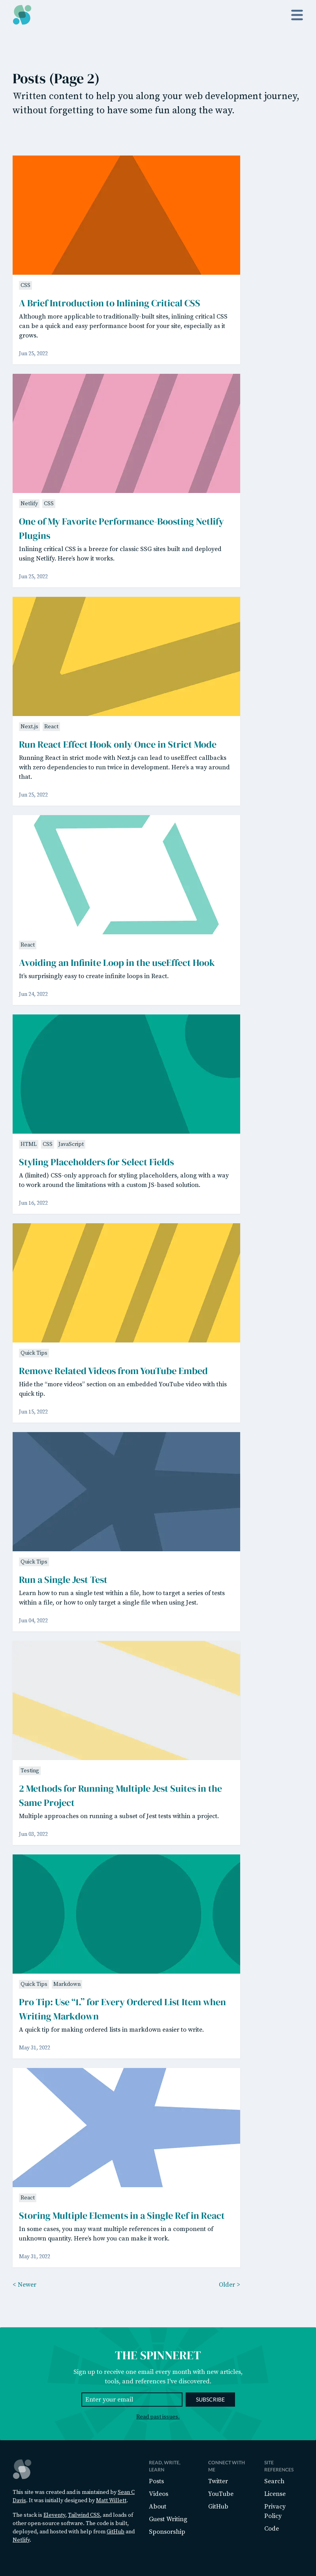 Posts (Page 2)
Written content to help you along your web development journey,
without forgetting to have some fun along the way.
CSS
A Brief Introduction to Inlining Critical CSS
Although more applicable to traditionally-built sites, inlining critical CSS
can be a quick and easy performance boost for your site, especially as it
grows.
Jun 25, 2022
Netlify CSS
One of My Favorite Performance-Boosting Netlify
Plugins
Inlining critical CSS is a breeze for classic SSG sites built and deployed
using Netlify. Here's how it works.
Jun 25, 2022
Next.js React
Run React Effect Hook only Once in Strict Mode
Running React in strict mode with Next.js can lead to useEffect callbacks
with zero dependencies to run twice in development. Here's a way around
that.
Jun 25, 2022
React
Avoiding an Infinite Loop in the useEffect Hook
It's surprisingly easy to create infinite loops in React.
Jun 24, 2022
HTML CSS JavaScript
Styling Placeholders for Select Fields
A (limited) CSS-only approach for styling placeholders, along with a way
to work around the limitations with a custom JS-based solution.
Jun 16, 2022
Quick Tips
Remove Related Videos from YouTube Embed
Hide the “more videos” section on an embedded YouTube video with this
quick tip.
Jun 15, 2022
Quick Tips
Run a Single Jest Test
Learn how to run a single test within a file, how to target a series of tests
within a file, or how to only target a single file when using Jest.
Jun 04, 2022
Testing
2 Methods for Running Multiple Jest Suites in the
Same Project
Multiple approaches on running a subset of Jest tests within a project.
Jun 03, 2022
Quick Tips Markdown
Pro Tip: Use “1.” for Every Ordered List Item when
Writing Markdown
A quick tip for making ordered lists in markdown easier to write.
May 31, 2022
React
Storing Multiple Elements in a Single Ref in React
In some cases, you may want multiple references in a component of
unknown quantity. Here's how you can make it work.
May 31, 2022
< Newer
Older >
THE SPINNERET
Sign up to receive one email every month with new articles,
tools, and references I've discovered.
Enter your email
SUBSCRIBE
Read past issues.
This site was created and is maintained by Sean C
Davis. It was initially designed by Matt Willett.
The stack is Eleventy, Tailwind CSS, and loads of
other open-source software. The code is built,
deployed, and hosted with help from GitHub and
Netlify.
READ, WRITE,
LEARN
Posts
Videos
About
Guest Writing
Sponsorship
CONNECT WITH
ME
Twitter
YouTube
GitHub
SITE
REFERENCES
Search
License
Privacy
Policy
Code